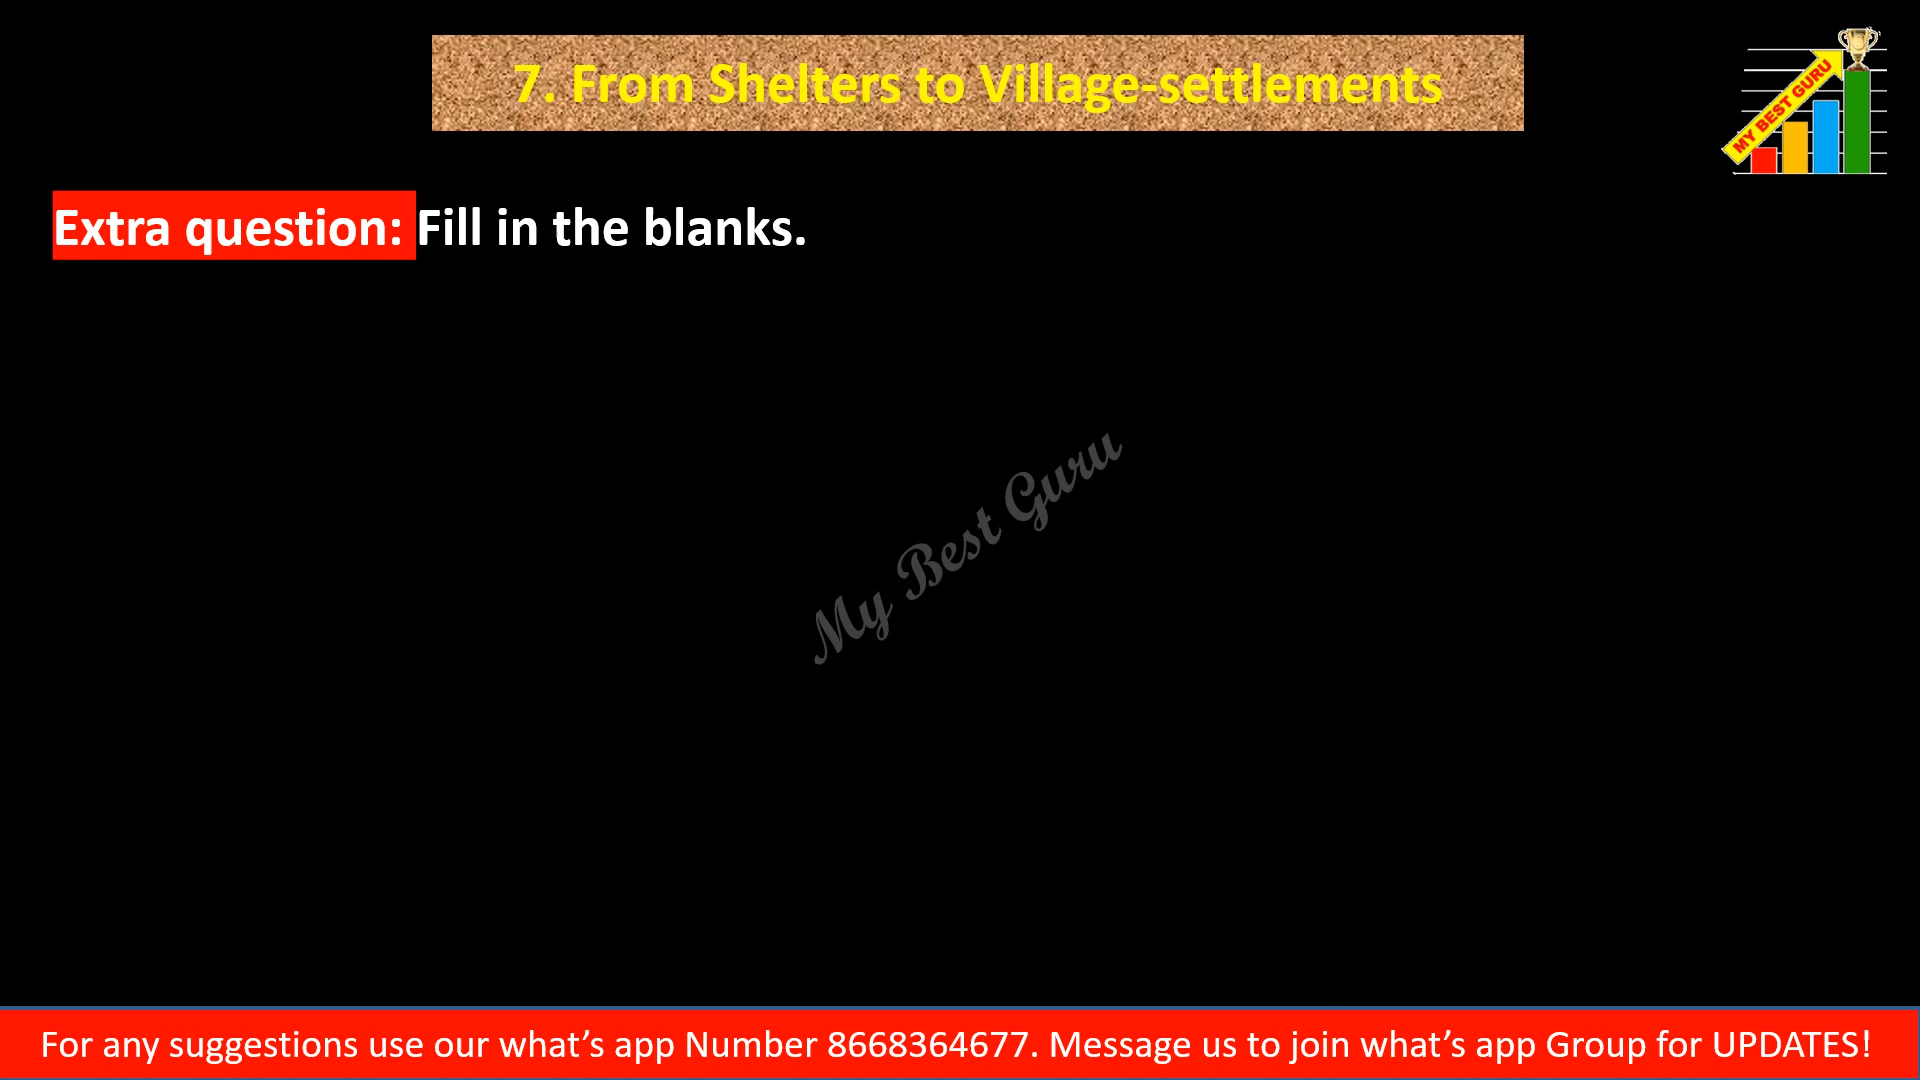 7. From Shelters to Village-settlements
MY BEST GURU
Extra question: Fill in the blanks.
My Best Guru
For any suggestions use our what’s app Number 8668364677. Message us to join what’s app Group for UPDATES!